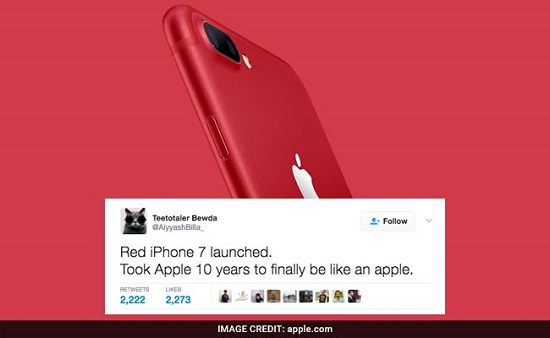 Teetotaler Bewda
@AiyyashBilla_
Follow
Red iPhone 7 launched.
Took Apple 10 years to finally be like an apple.
RETWEETS LIKES
2,222 2,273
IMAGE CREDIT: apple.com